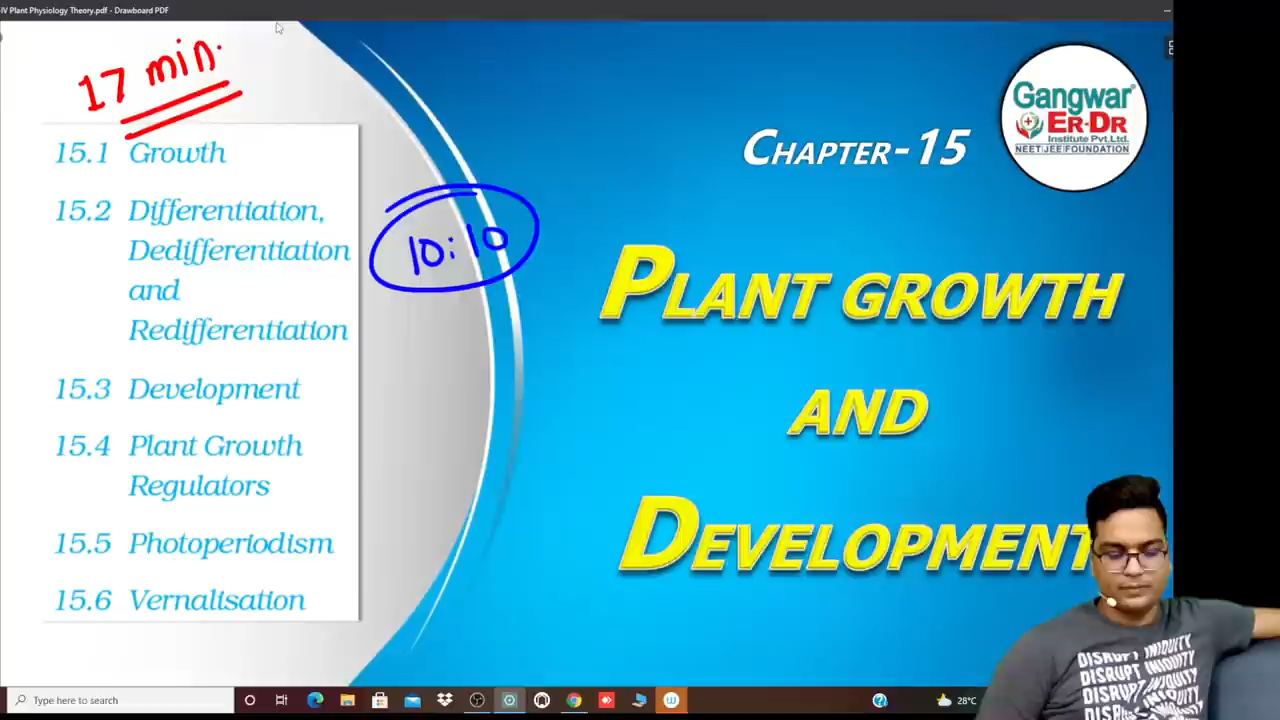 -IV Plant Physiology Theory.pdf - Drawboard PDF
17 min.
15.1 Growth
15.2 Differentiation,
Dedifferentiation
and
Redifferentiation
15.3 Development
15.4 Plant Growth
Regulators
15.5 Photoperiodism
15.6 Vernalisation
10:10
CHAPTER-15
Gangwar
ER-DR
Institute Pvt.Ltd.
NEET|JEE|FOUNDATION
PLANT GROWTH
AND
DEVELOPMENT
DISRUPT INIQUITY
DISRUPT INIQUITY
DISRUPT INIQUITY
DISRUPT INIQUITY
DISRUPT
Type here to search
28°C